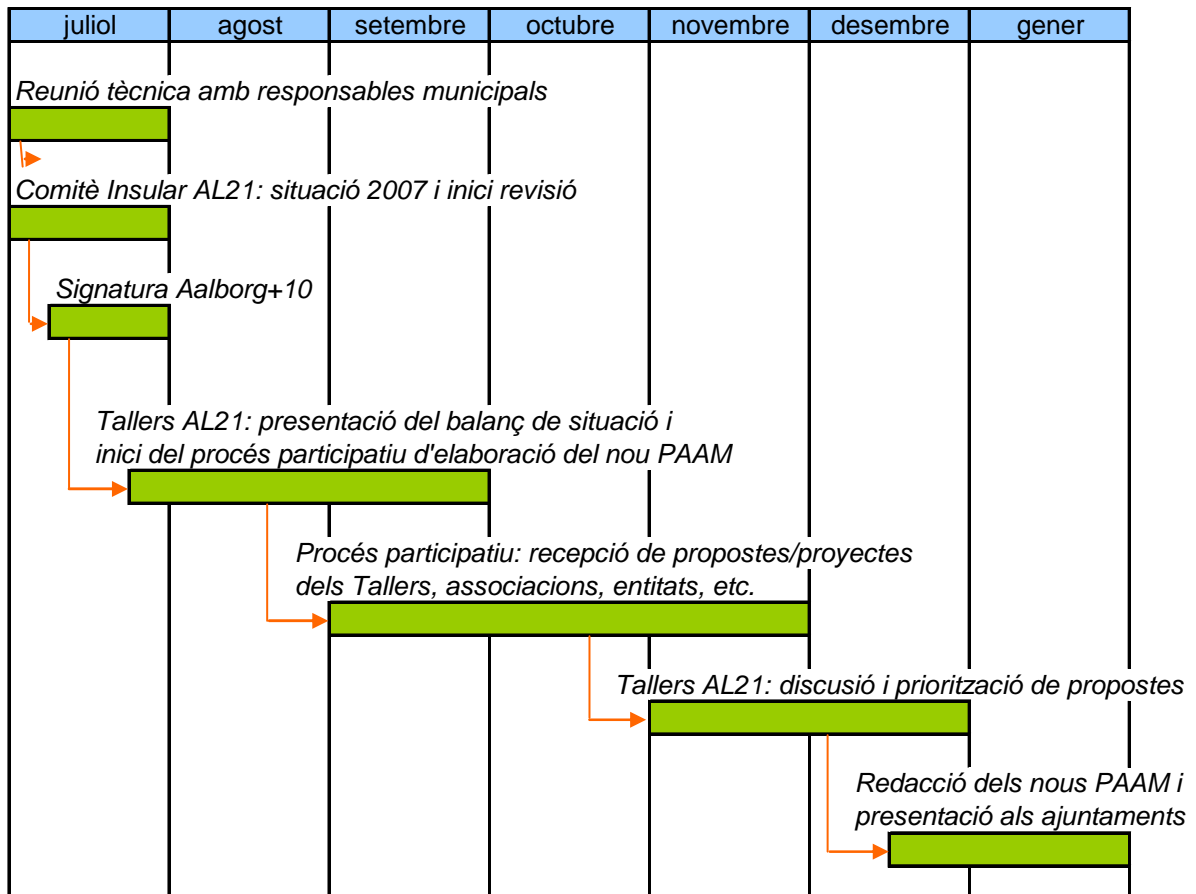 juliol agost setembre octubre novembre desembre gener
Reunió tècnica amb responsables municipals
Comitè Insular AL21: situació 2007 i inici revisió
Signatura Aalborg+10
Tallers AL21: presentació del balanç de situació i
inici del procés participatiu d'elaboració del nou PAAM
Procés participatiu: recepció de propostes/proyectes
dels Tallers, associacions, entitats, etc.
Tallers AL21: discusió i priorització de propostes
Redacció dels nous PAAM i
presentació als ajuntaments